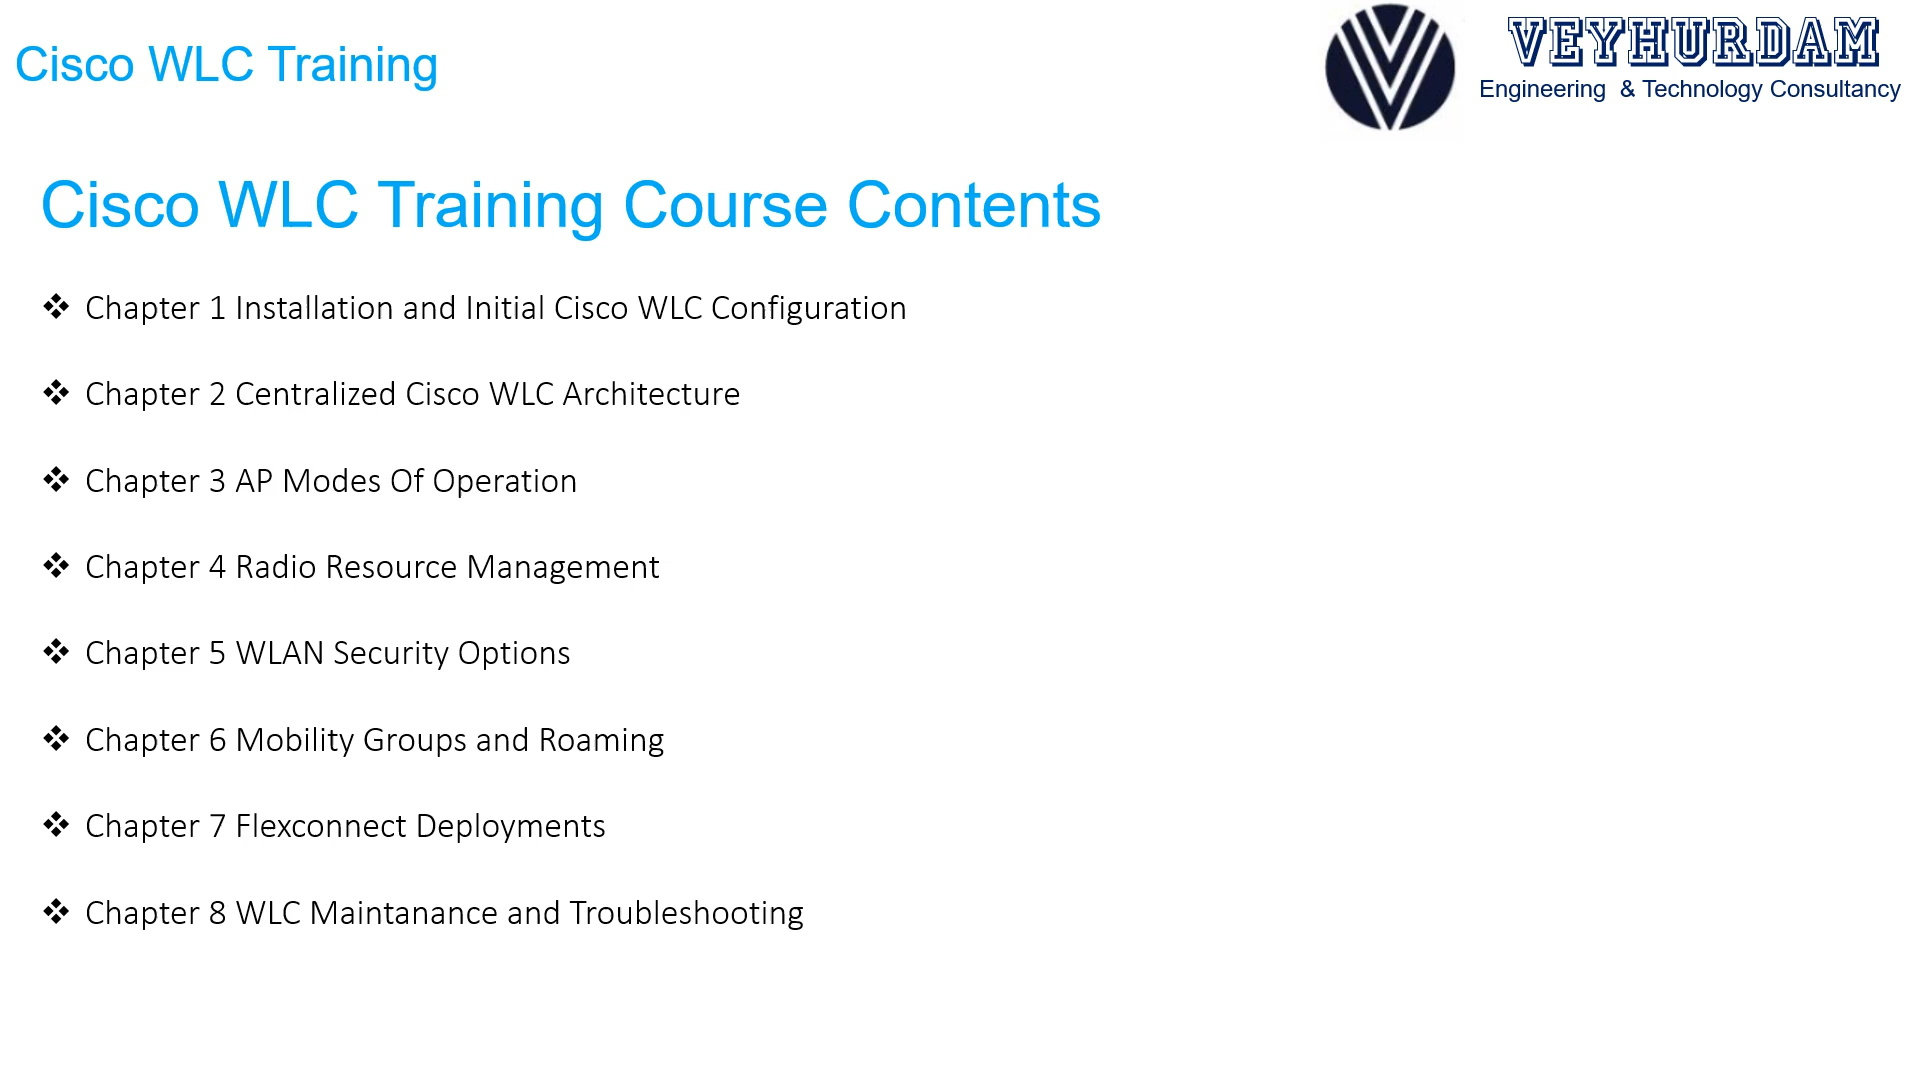 Cisco WLC Training
VEYHURDAM
Engineering & Technology Consultancy
Cisco WLC Training Course Contents
❖ Chapter 1 Installation and Initial Cisco WLC Configuration
❖ Chapter 2 Centralized Cisco WLC Architecture
❖ Chapter 3 AP Modes Of Operation
❖ Chapter 4 Radio Resource Management
❖ Chapter 5 WLAN Security Options
❖ Chapter 6 Mobility Groups and Roaming
❖ Chapter 7 Flexconnect Deployments
❖ Chapter 8 WLC Maintanance and Troubleshooting